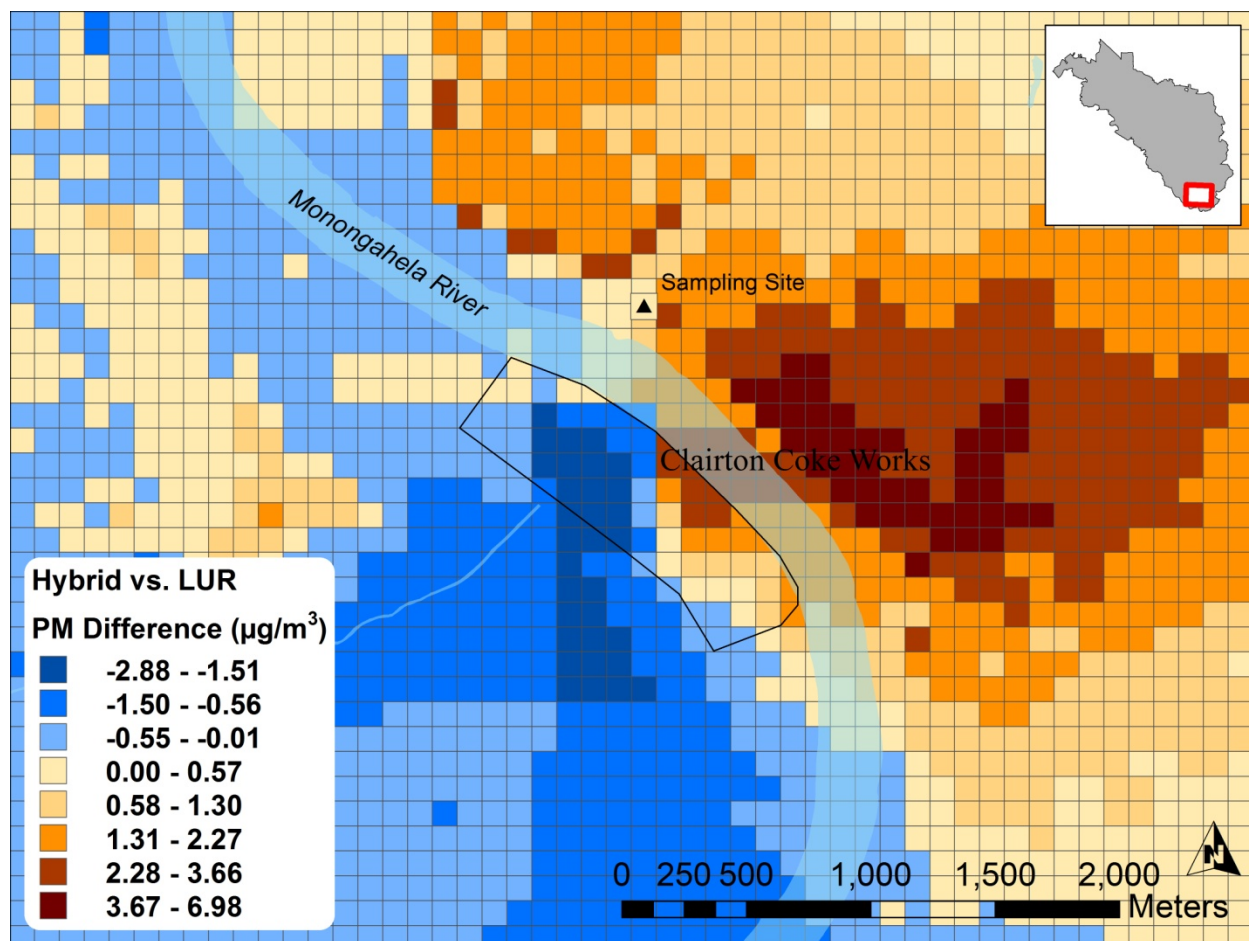 Monongahela River
Sampling Site
Clairton Coke Works
Hybrid vs. LUR
PM Difference (µg/m³)
-2.88 - -1.51
-1.50 - -0.56
-0.55 - -0.01
0.00 - 0.57
0.58 - 1.30
1.31 - 2.27
2.28 - 3.66
3.67 - 6.98
N
0 250 500 1,000 1,500 2,000
Meters